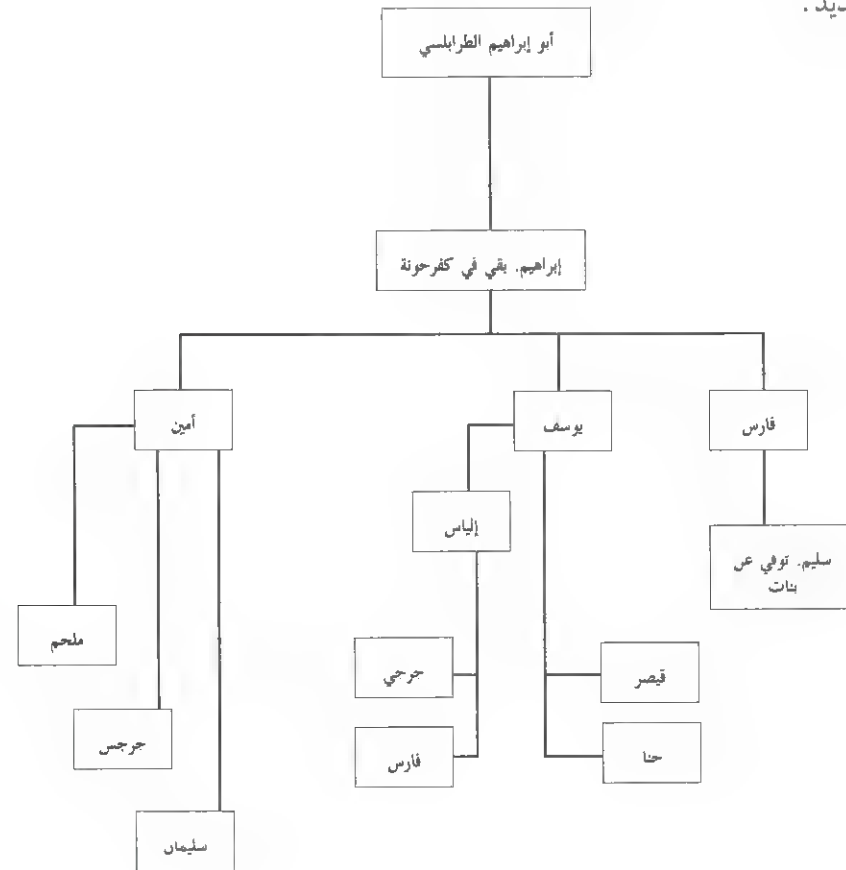 أبو إبراهيم الطرابلسي
إبراهيم. بقي في كفرحونة
فارس
يوسف
أمين
سليم. توفي عن
بنات
إلياس
ملحم
قيصر
جرجي
جرجس
حنا
فارس
سليمان